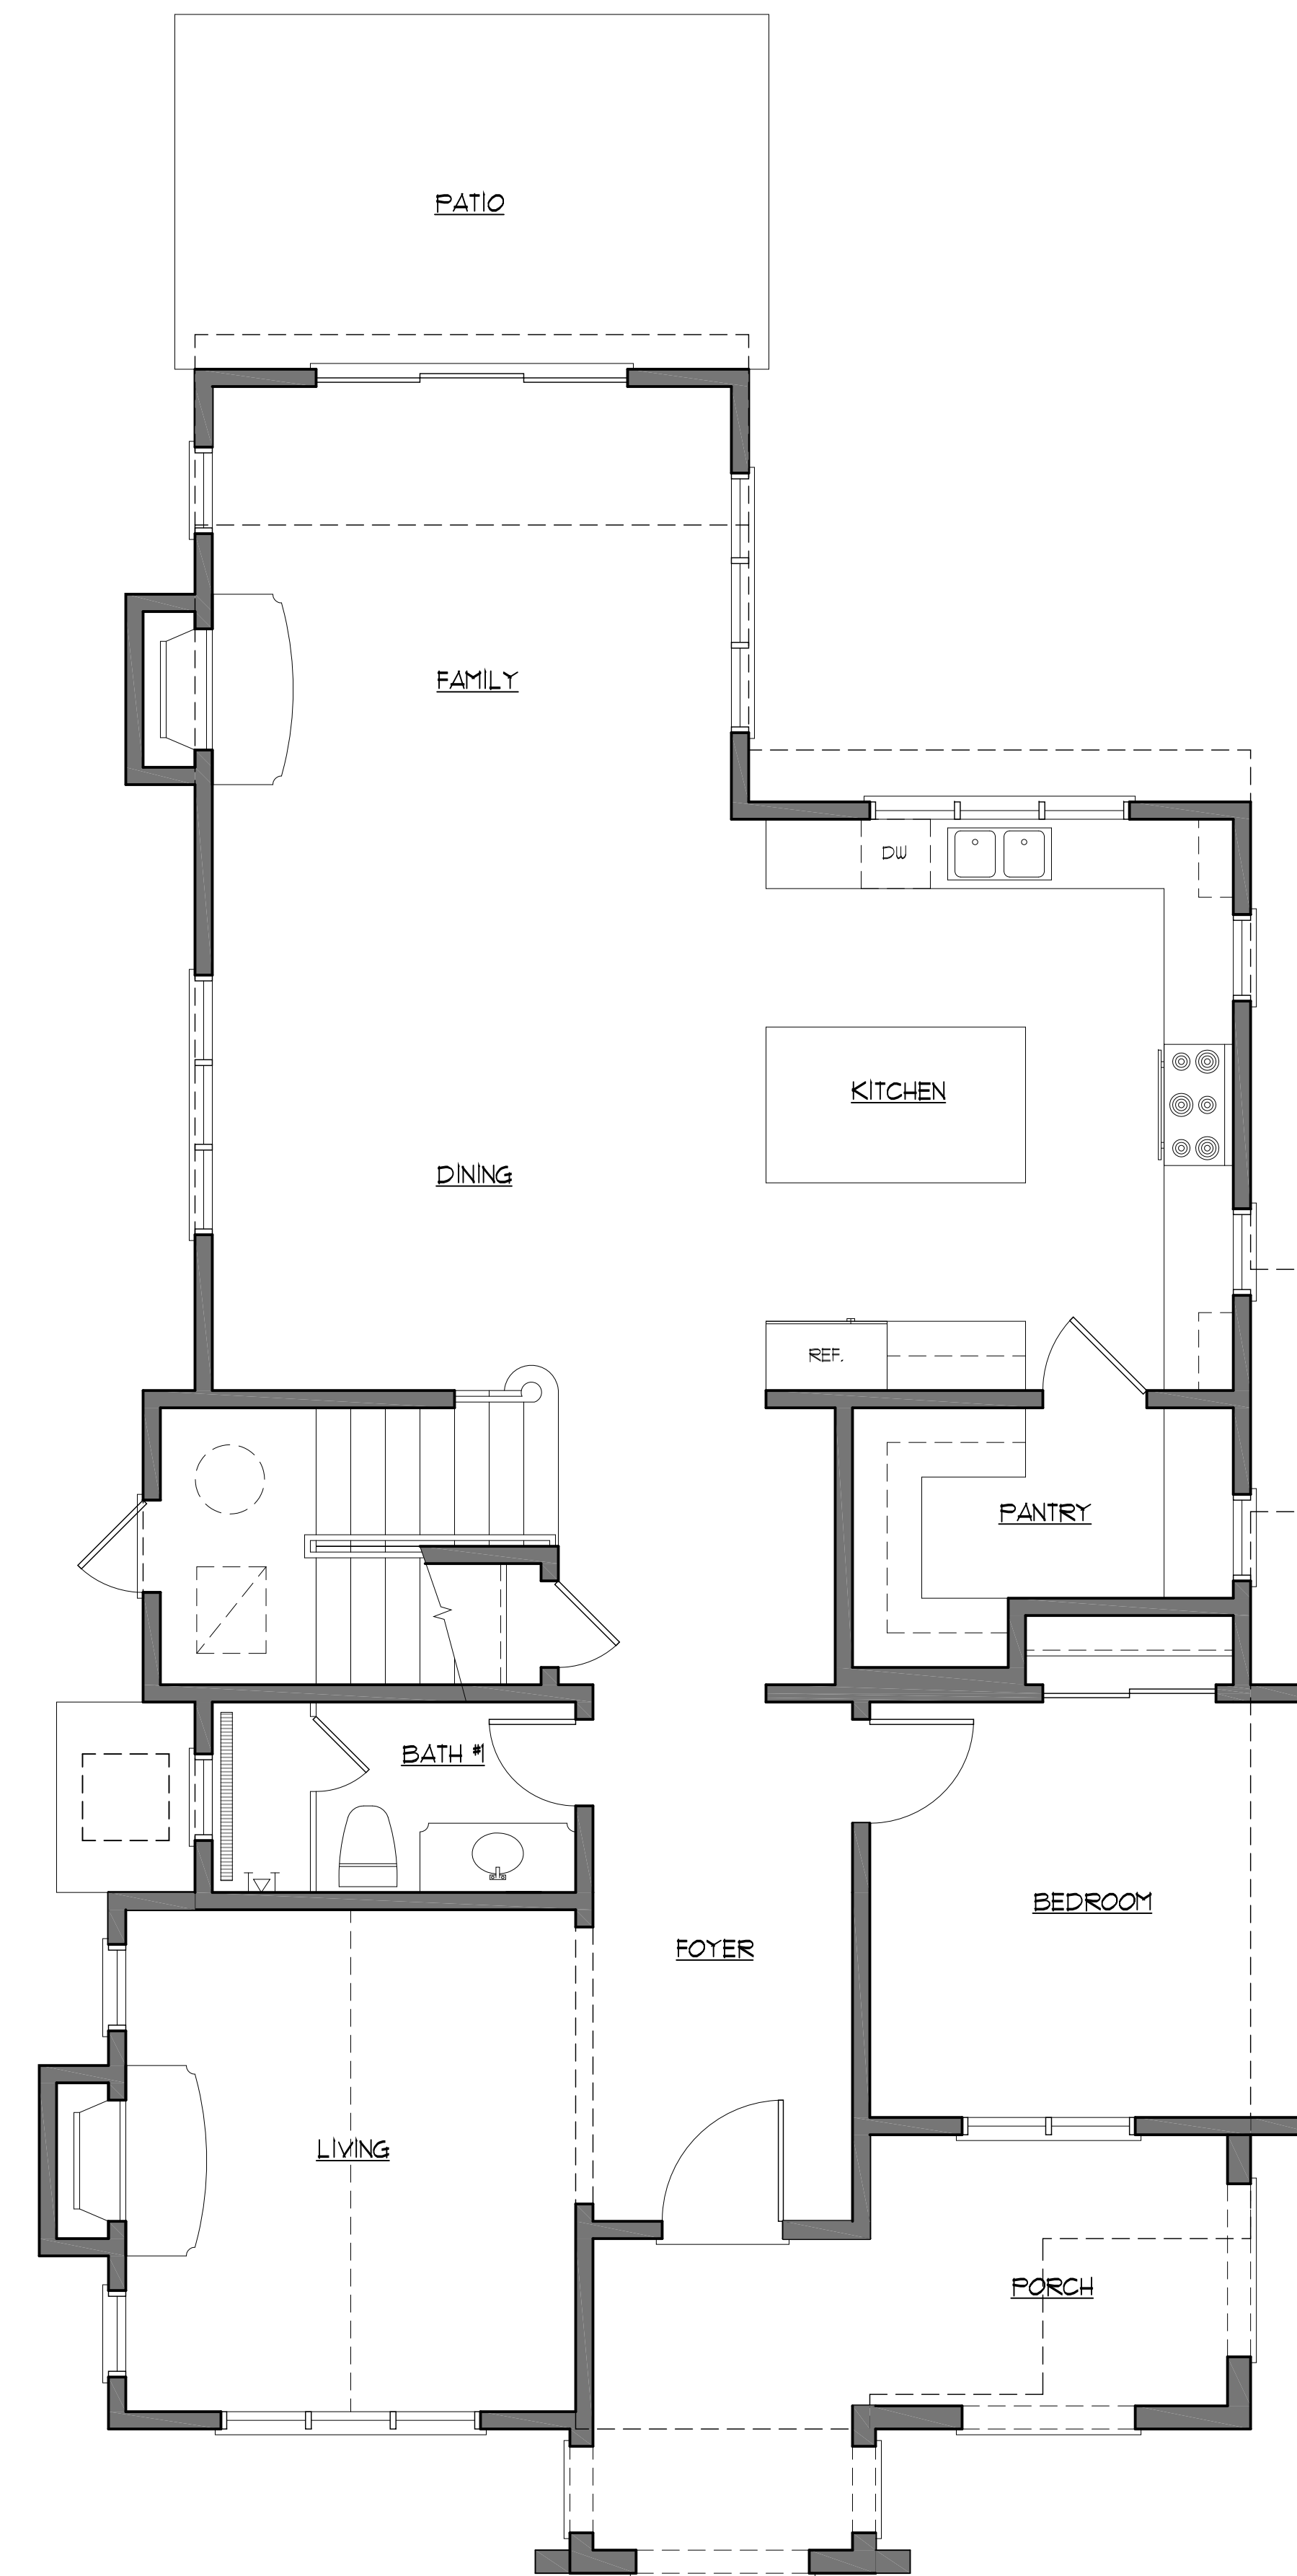 PATIO
FAMILY
DW
KITCHEN
DINING
REF.
PANTRY
BATH #1
BEDROOM
FOYER
LIVING
PORCH